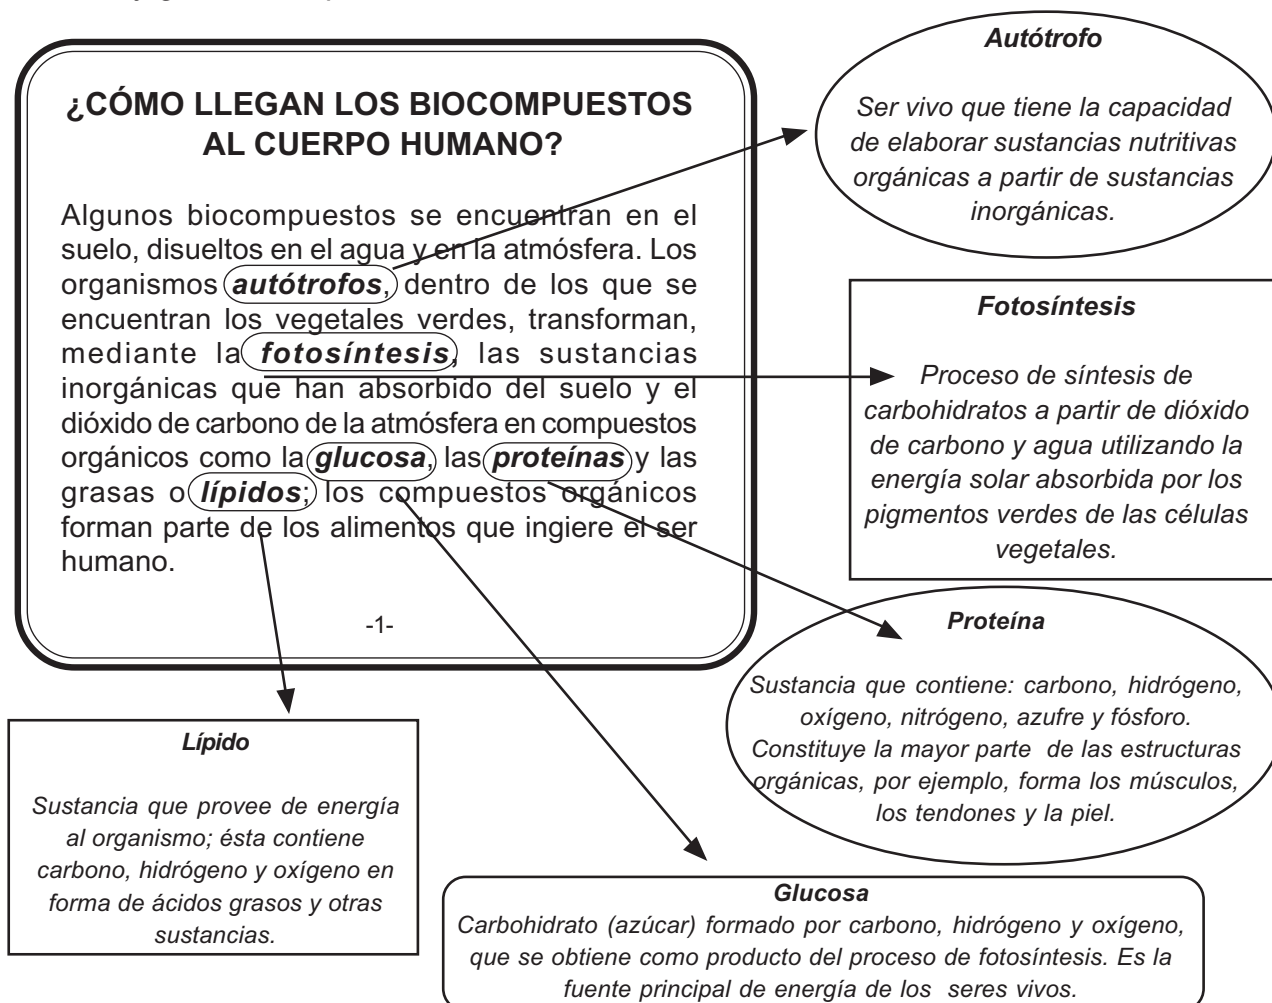 ¿CÓMO LLEGAN LOS BIOCOMPUESTOS
AL CUERPO HUMANO?
Algunos biocompuestos se encuentran en el
suelo, disueltos en el agua y en la atmósfera. Los
organismos autótrofos, dentro de los que se
encuentran los vegetales verdes, transforman,
mediante la fotosíntesis, las sustancias
inorgánicas que han absorbido del suelo y el
dióxido de carbono de la atmósfera en compuestos
orgánicos como la glucosa, las proteínas y las
grasas o lípidos; los compuestos orgánicos
forman parte de los alimentos que ingiere el ser
humano.
-1-
Autótrofo
Ser vivo que tiene la capacidad
de elaborar sustancias nutritivas
orgánicas a partir de sustancias
inorgánicas.
Fotosíntesis
Proceso de síntesis de
carbohidratos a partir de dióxido
de carbono y agua utilizando la
energía solar absorbida por los
pigmentos verdes de las células
vegetales.
Proteína
Sustancia que contiene: carbono, hidrógeno,
oxígeno, nitrógeno, azufre y fósforo.
Constituye la mayor parte de las estructuras
orgánicas, por ejemplo, forma los músculos,
los tendones y la piel.
Lípido
Sustancia que provee de energía
al organismo; ésta contiene
carbono, hidrógeno y oxígeno en
forma de ácidos grasos y otras
sustancias.
Glucosa
Carbohidrato (azúcar) formado por carbono, hidrógeno y oxígeno,
que se obtiene como producto del proceso de fotosíntesis. Es la
fuente principal de energía de los seres vivos.